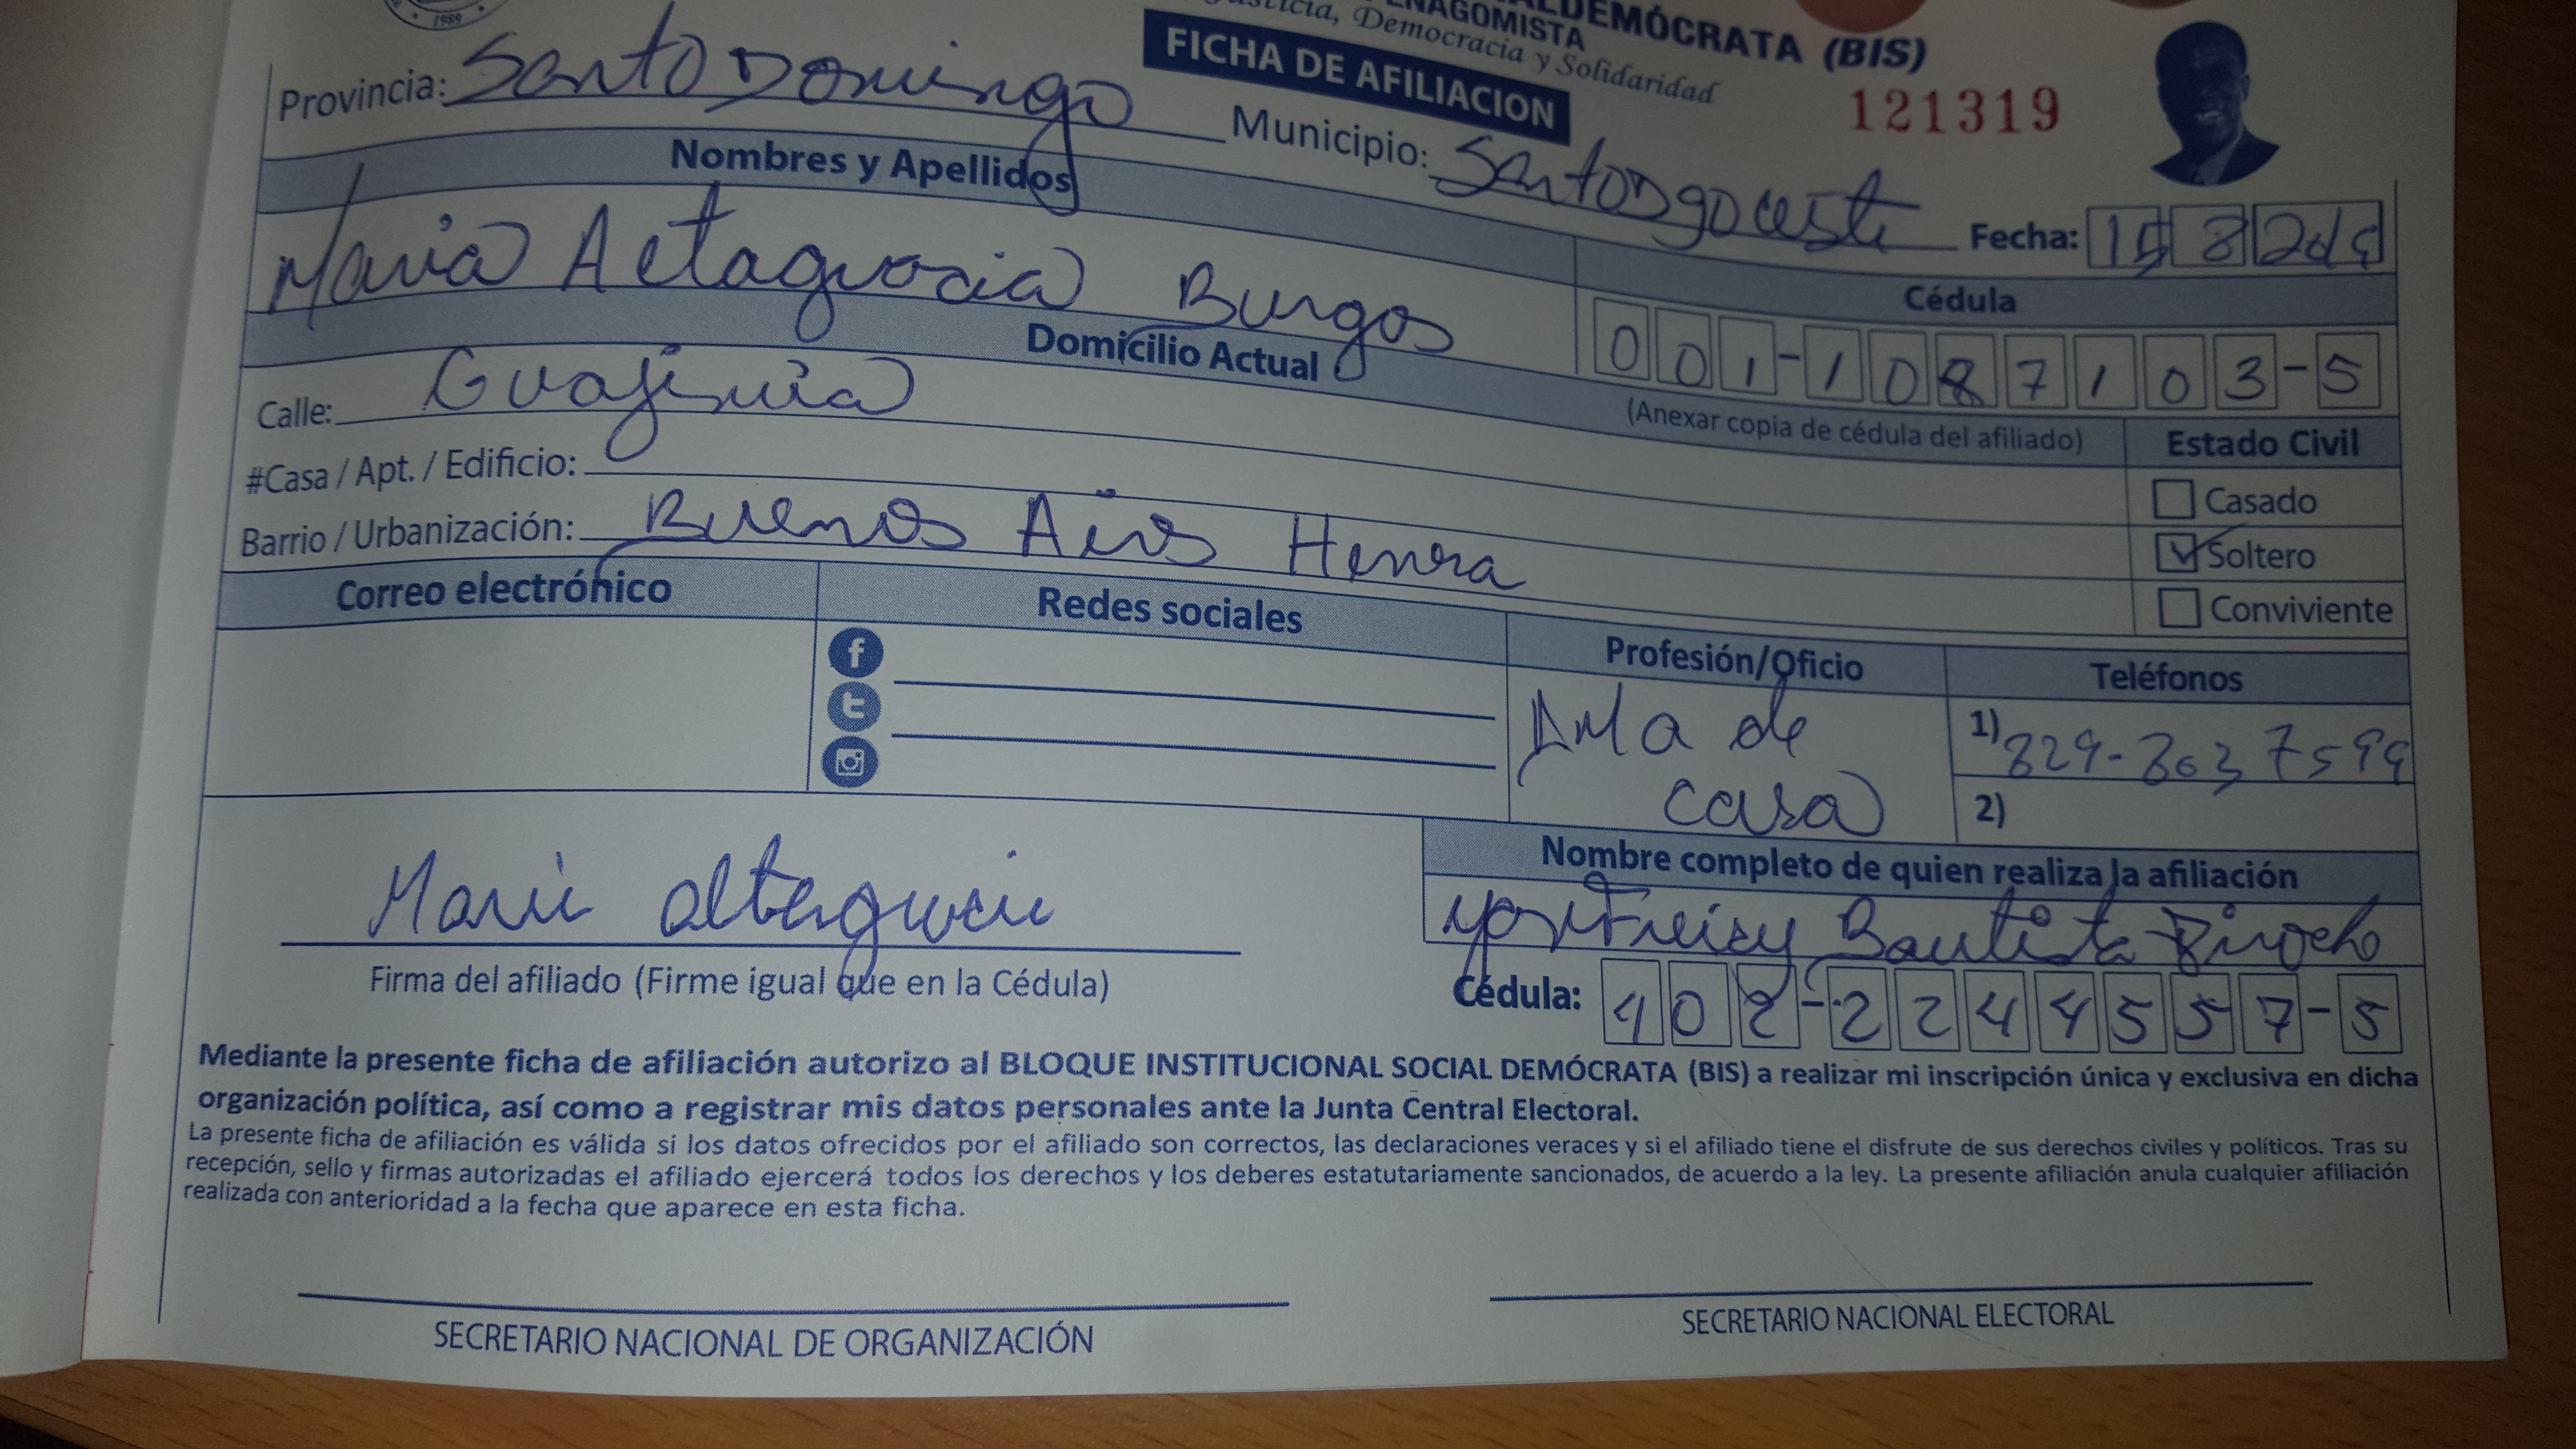 1989
ALDEMÓCRATA (BIS)
ENAGOMISTA
Justicia, Democracia y Solidaridad
FICHA DE AFILIACION
121319
Provincia: Santo Domingo
Municipio: Santo Dgo oeste
Fecha: 15 8
Nombres y Apellidos
Cédula
Maria Altagracia Burgos
001-1087103-5
Domicilio Actual
(Anexar copia de cédula del afiliado)
Estado Civil
Calle:
#Casa / Apt. / Edificio:
Casado
Barrio / Urbanización: Buenos Aires
Soltero
Conviviente
Correo electrónico
Redes sociales
Profesión/Oficio
Teléfonos
Ama de
casa
1) 829-803 7599
2)
Nombre completo de quien realiza la afiliación
Bautista
Maria altagracia
Firma del afiliado (Firme igual que en la Cédula)
Cédula: 402-2244557-5
Mediante la presente ficha de afiliación autorizo al BLOQUE INSTITUCIONAL SOCIAL DEMÓCRATA (BIS) a realizar mi inscripción única y exclusiva en dicha
organización política, así como a registrar mis datos personales ante la Junta Central Electoral.
La presente ficha de afiliación es válida si los datos ofrecidos por el afiliado son correctos, las declaraciones veraces y si el afiliado tiene el disfrute de sus derechos civiles y políticos. Tras su
recepción, sello y firmas autorizadas el afiliado ejercerá todos los derechos y los deberes estatutariamente sancionados, de acuerdo a la ley. La presente afiliación anula cualquier afiliación
realizada con anterioridad a la fecha que aparece en esta ficha.
SECRETARIO NACIONAL DE ORGANIZACIÓN
SECRETARIO NACIONAL ELECTORAL